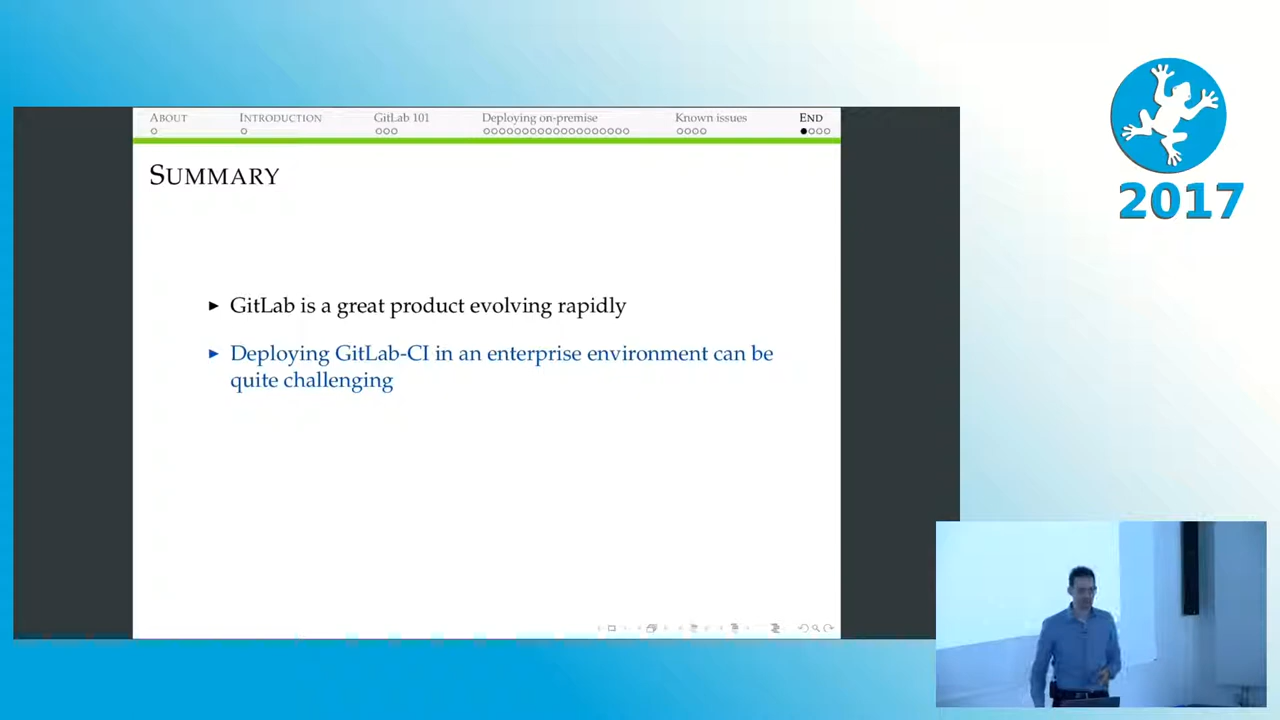 ABOUT INTRODUCTION GitLab 101 Deploying on-premise Known issues END
SUMMARY
GitLab is a great product evolving rapidly
Deploying GitLab-CI in an enterprise environment can be
quite challenging
2017